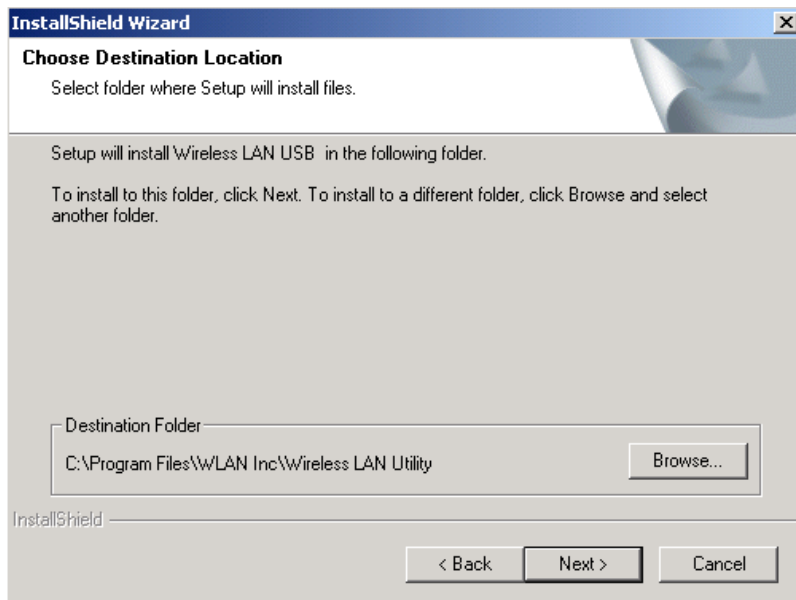 InstallShield Wizard
Choose Destination Location
Select folder where Setup will install files.
Setup will install Wireless LAN USB  in the following folder.
To install to this folder, click Next. To install to a different folder, click Browse and select
another folder.
Destination Folder
C:\Program Files\WLAN Inc\Wireless LAN Utility
Browse...
InstallShield
< Back
Next >
Cancel